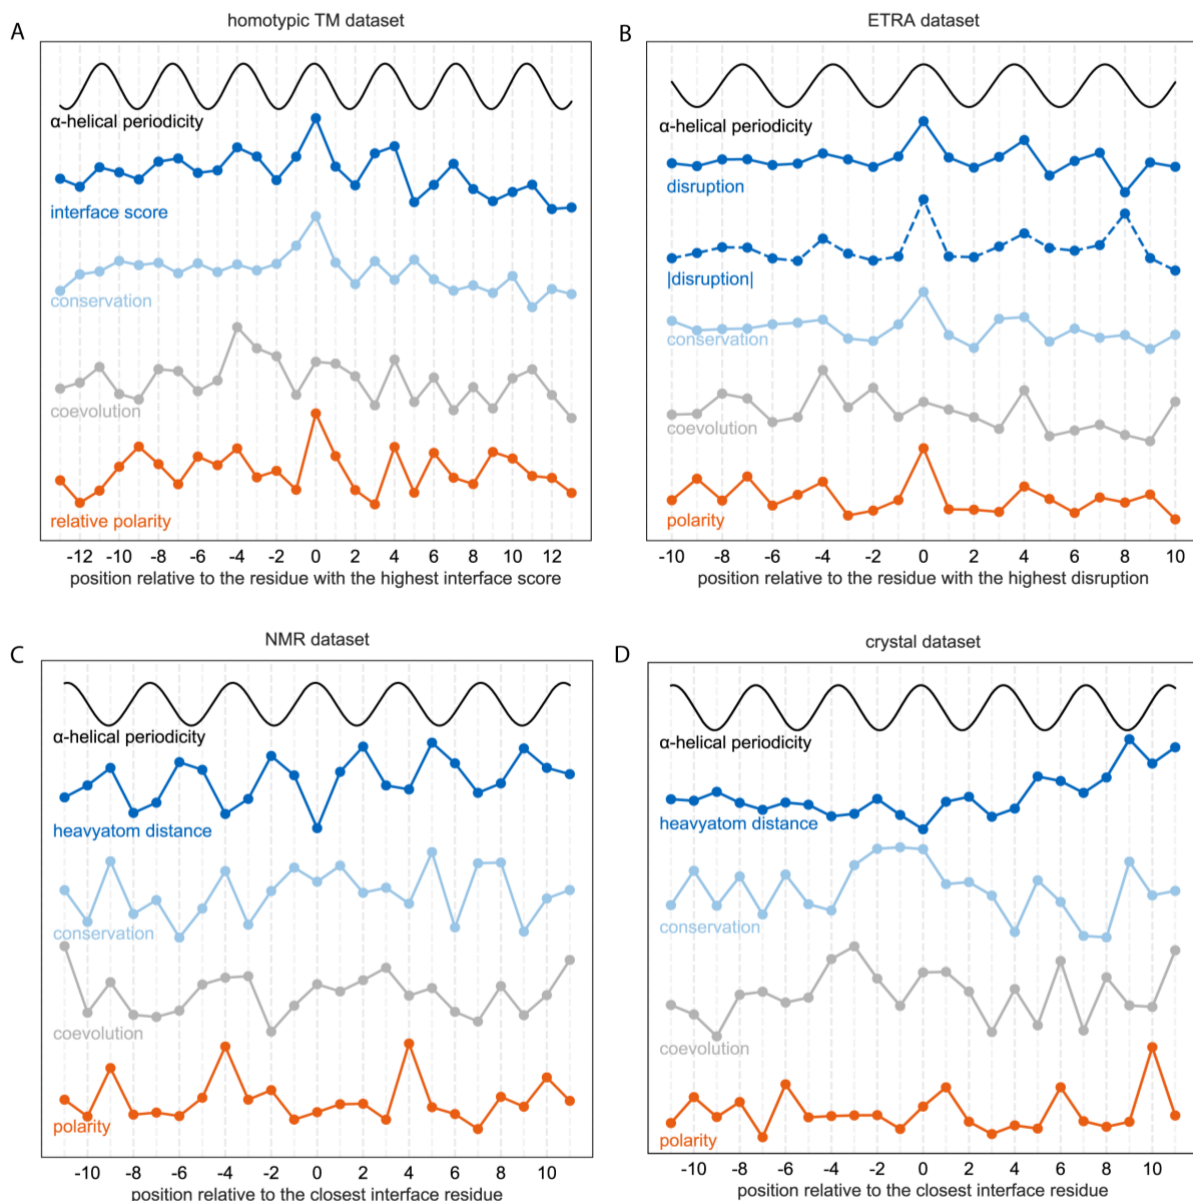 A
homotypic TM dataset
α-helical periodicity
interface score
conservation
coevolution
relative polarity
-12 -10 -8 -6 -4 -2 0 2 4 6 8 10 12
position relative to the residue with the highest interface score
B
ETRA dataset
α-helical periodicity
disruption
|disruption|
conservation
coevolution
polarity
-10 -8 -6 -4 -2 0 2 4 6 8 10
position relative to the residue with the highest disruption
C
NMR dataset
α-helical periodicity
heavyatom distance
conservation
coevolution
polarity
-10 -8 -6 -4 -2 0 2 4 6 8 10
position relative to the closest interface residue
D
crystal dataset
α-helical periodicity
heavyatom distance
conservation
coevolution
polarity
-10 -8 -6 -4 -2 0 2 4 6 8 10
position relative to the closest interface residue